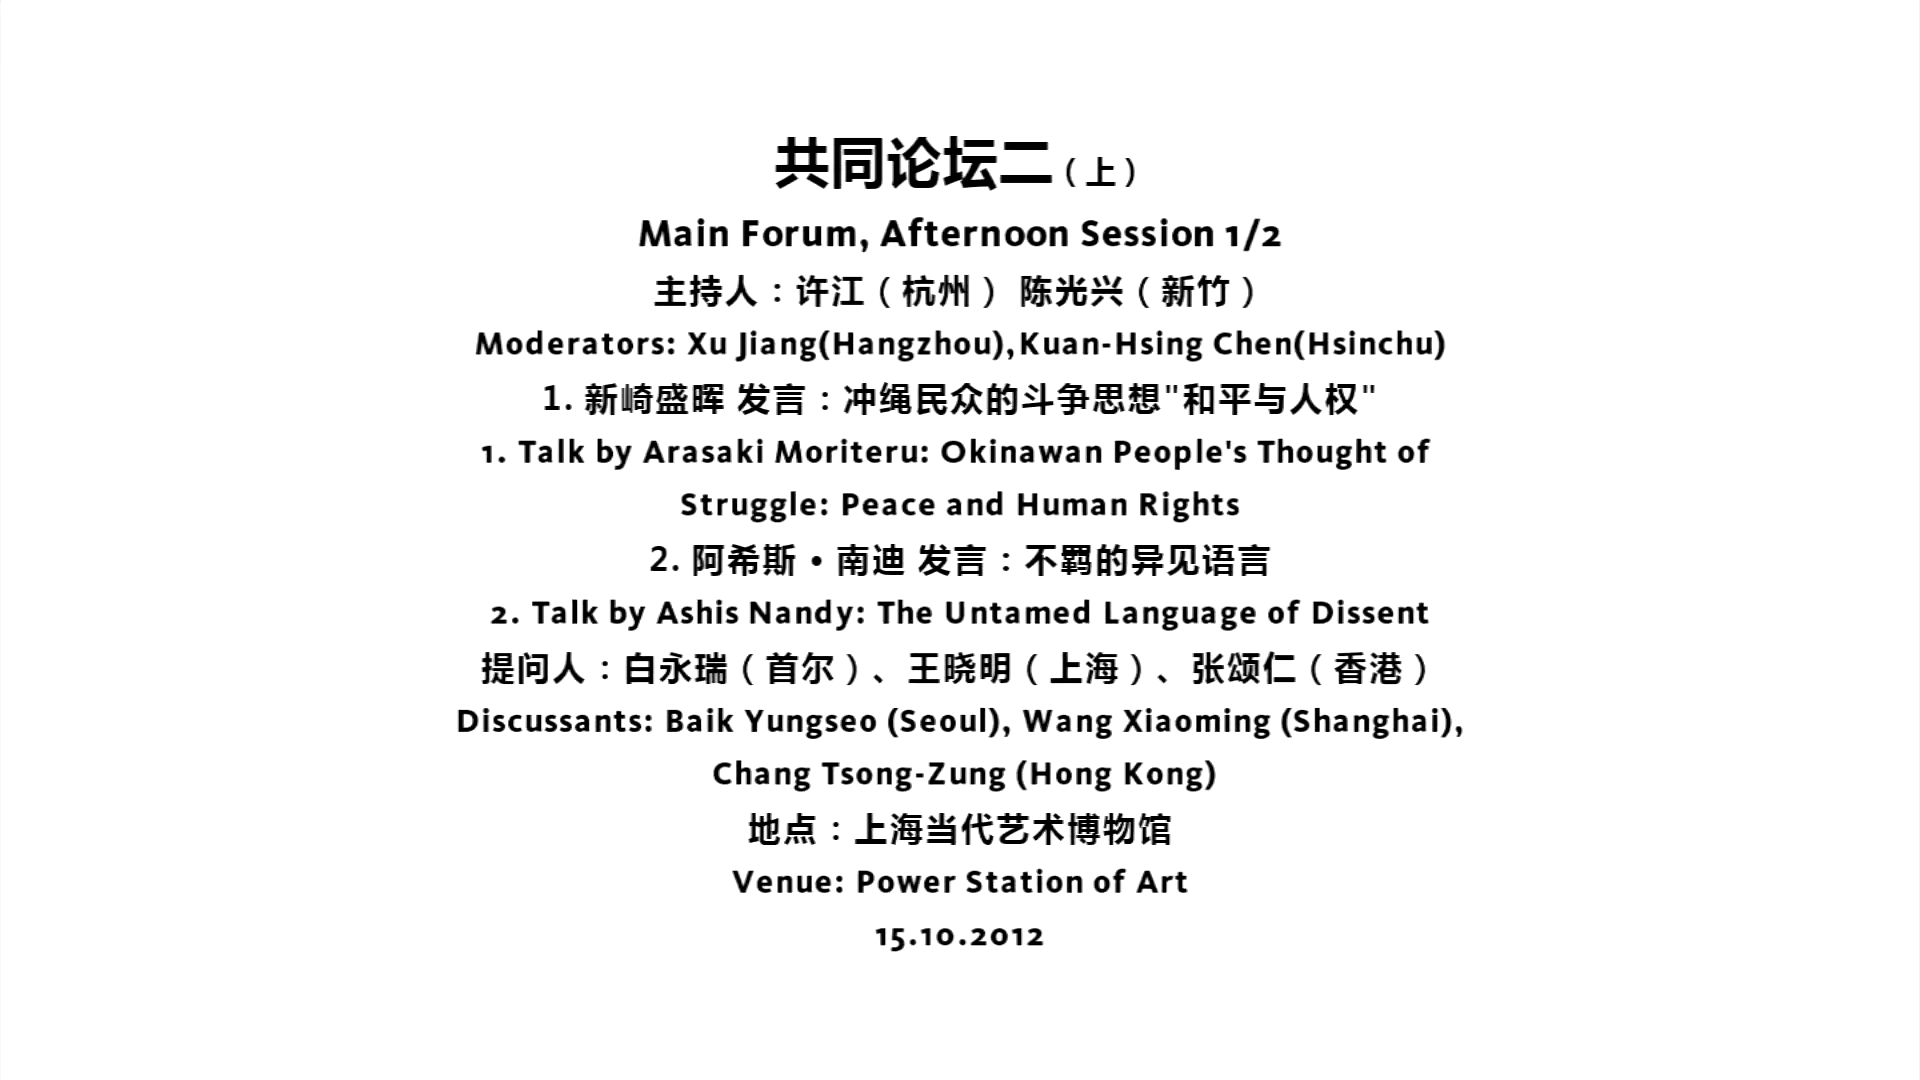 共同论坛二（上）
Main Forum, Afternoon Session 1/2
主持人：许江（杭州） 陈光兴（新竹）
Moderators: Xu Jiang(Hangzhou),Kuan-Hsing Chen(Hsinchu)
1. 新崎盛晖 发言：冲绳民众的斗争思想"和平与人权"
1. Talk by Arasaki Moriteru: Okinawan People's Thought of
Struggle: Peace and Human Rights
2. 阿希斯 • 南迪 发言：不羁的异见语言
2. Talk by Ashis Nandy: The Untamed Language of Dissent
提问人：白永瑞（首尔）、王晓明（上海）、张颂仁（香港）
Discussants: Baik Yungseo (Seoul), Wang Xiaoming (Shanghai),
Chang Tsong-Zung (Hong Kong)
地点：上海当代艺术博物馆
Venue: Power Station of Art
15.10.2012